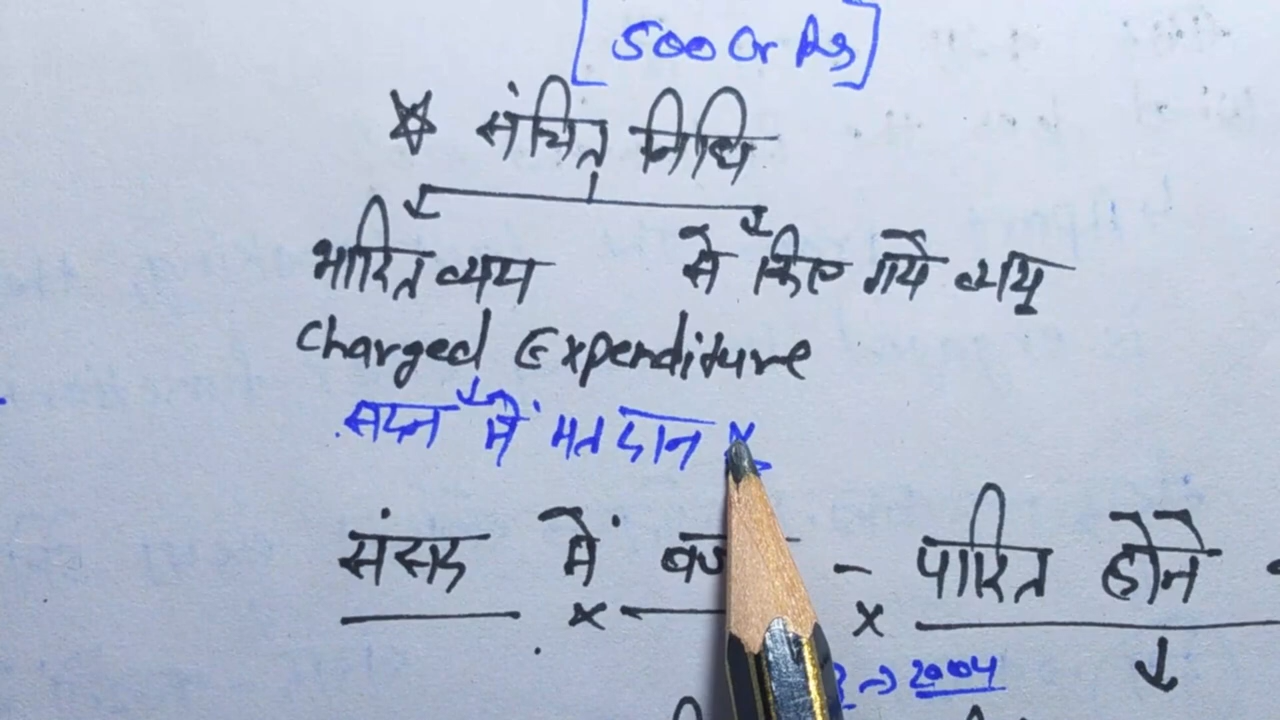 [500 Cr Rs]
* संचित निधि
भारित व्यय से किए गये व्यय
Charged Expenditure
सदन में मतदान x
संसद में - पारित होने
x x
→ 2004